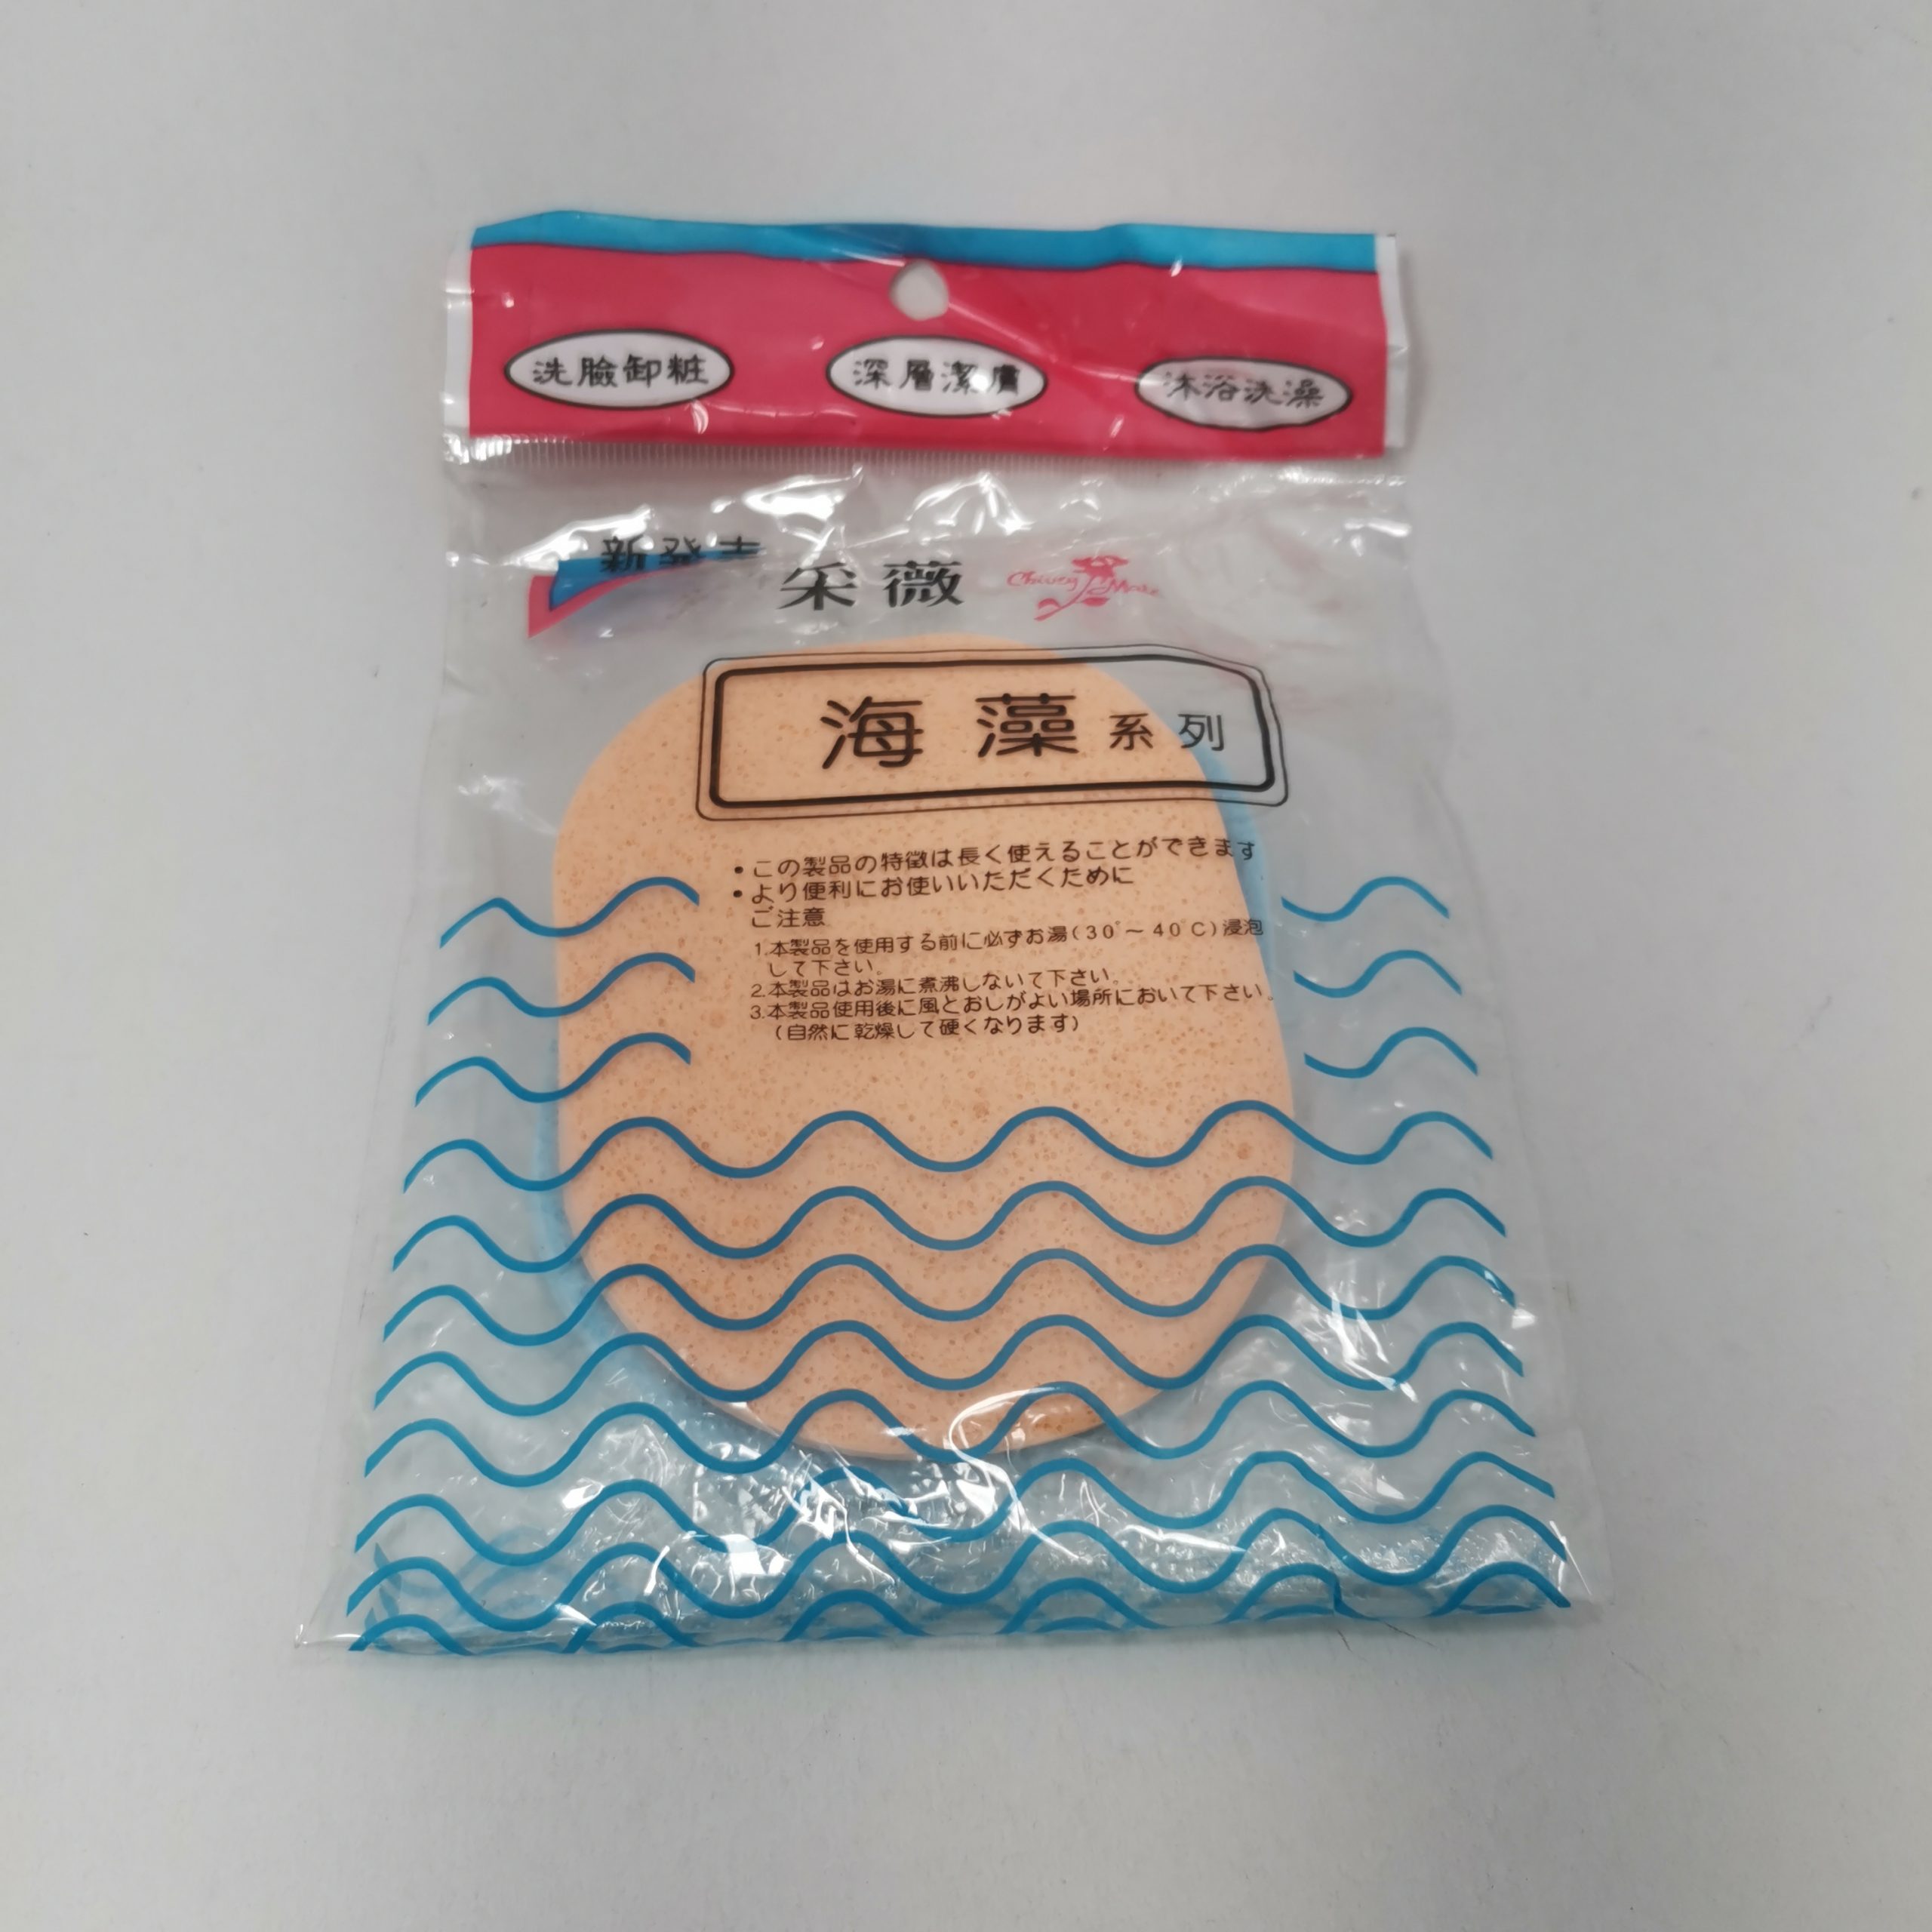 洗臉卸粧
深層潔膚
沐浴洗澡
新發
采薇
海藻系列
・この製品の特徴は長く使えることができます
・より便利にお使いいただくために
ご注意
1.本製品を使用する前に必ずお湯(30°～40°C)浸泡
して下さい。
2.本製品はお湯に煮沸しないて下さい。
3.本製品使用後に風とおしがよい場所において下さい。
(自然に乾燥して硬くなります)